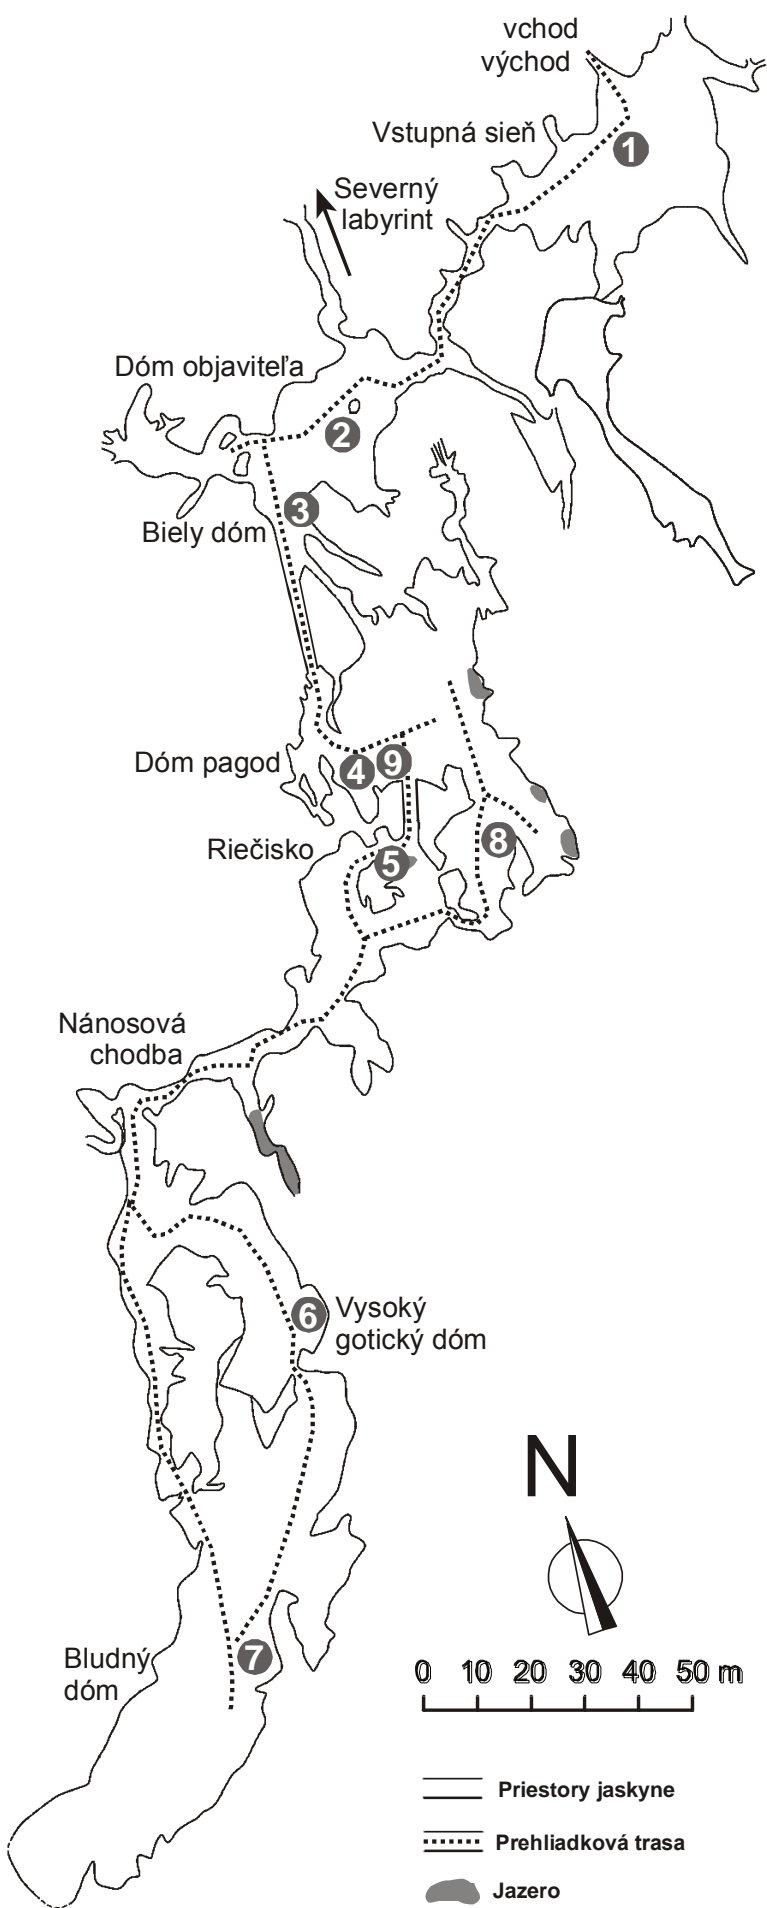 vchod
východ
Vstupná sieň
1
Severný
labyrint
Dóm objaviteľa
2
3
Biely dóm
Dóm pagod
4
9
8
Riečisko
5
Nánosová
chodba
6
Vysoký
gotický dóm
N
7
Bludný
dóm
0 10 20 30 40 50 m
Priestory jaskyne
Prehliadková trasa
Jazero